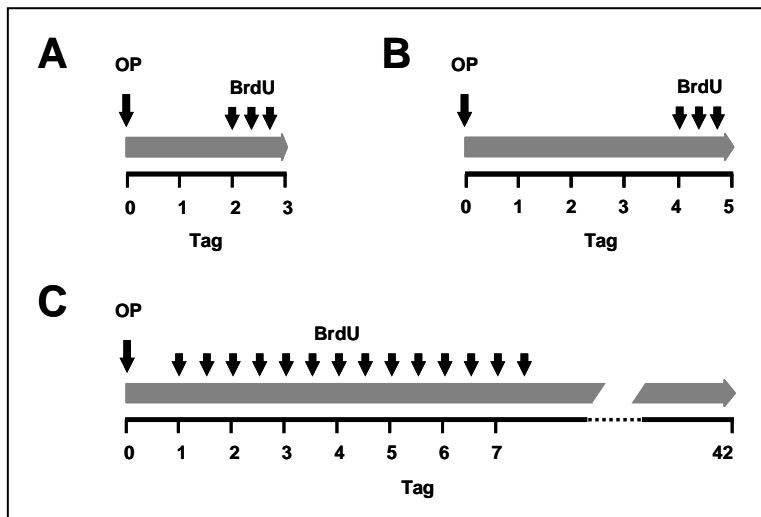 A
OP
BrdU
0 1 2 3
Tag
B
OP
BrdU
0 1 2 3 4 5
Tag
C
OP
BrdU
0 1 2 3 4 5 6 7 42
Tag